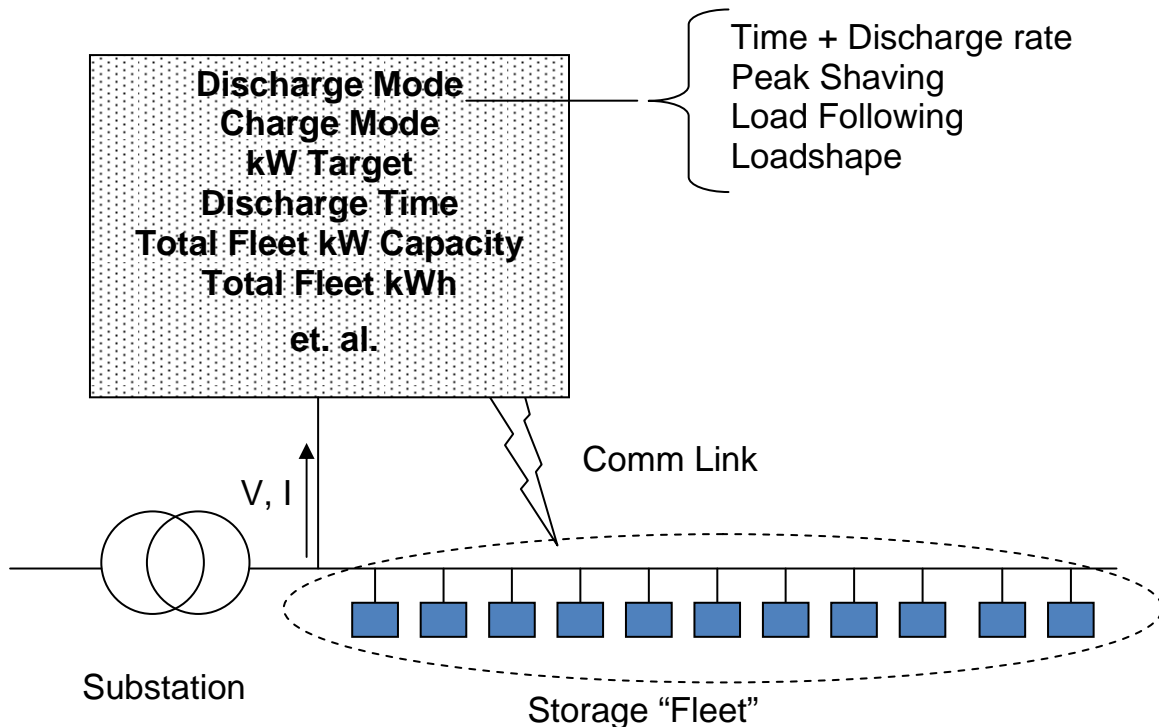 Discharge Mode
Charge Mode
kW Target
Discharge Time
Total Fleet kW Capacity
Total Fleet kWh
et. al.
Time + Discharge rate
Peak Shaving
Load Following
Loadshape
Comm Link
V, I
Substation
Storage “Fleet”